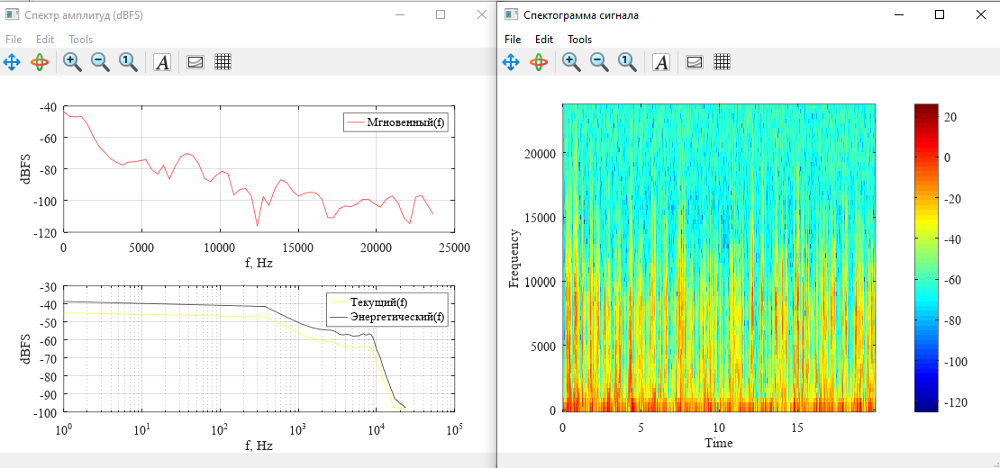 Спектр амплитуд (dBFS)
File Edit Tools
A
-40
-60
-80
-100
-120
dBFS
Мгновенный(f)
0 5000 10000 15000 20000 25000
f, Hz
-30
-40
-50
-60
-70
-80
-90
-100
dBFS
Текущий(f)
Энергетический(f)
10^0 10^1 10^2 10^3 10^4 10^5
f, Hz
Спектограмма сигнала
File Edit Tools
A
20000
15000
10000
5000
0
Frequency
0 5 10 15
Time
20
0
-20
-40
-60
-80
-100
-120